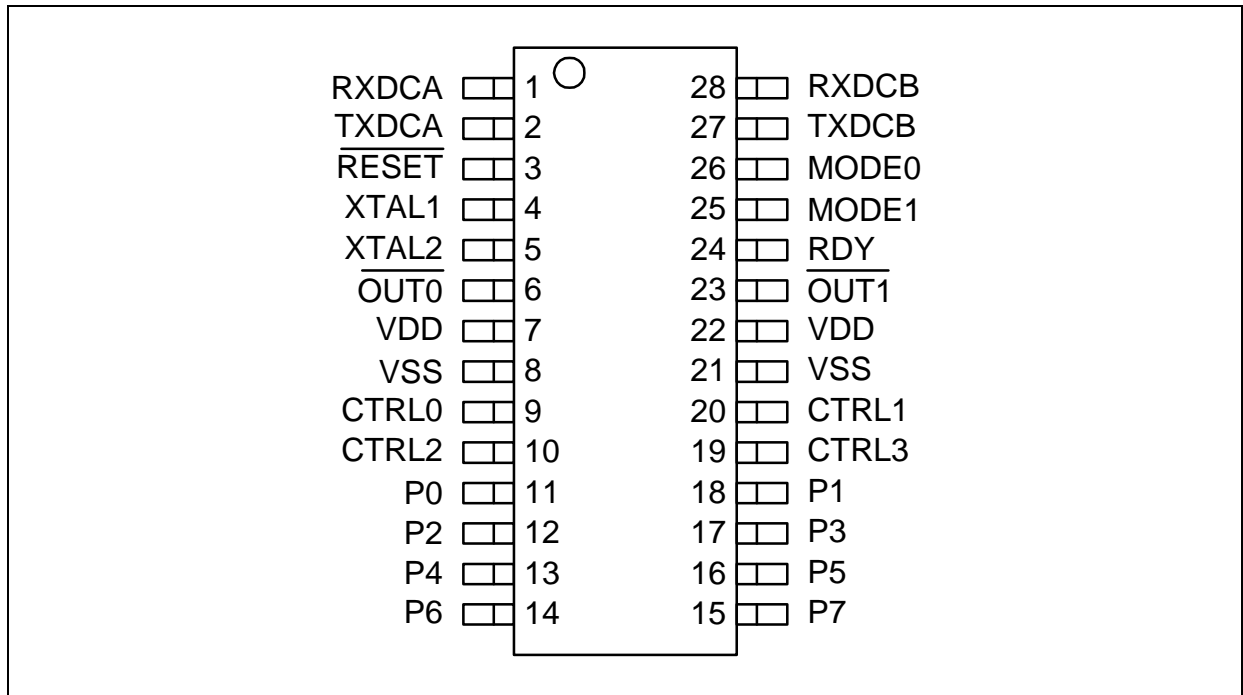 RXDCA 1 28 RXDCB
TXDCA 2 27 TXDCB
RESET 3 26 MODE0
XTAL1 4 25 MODE1
XTAL2 5 24 RDY
OUT0 6 23 OUT1
VDD 7 22 VDD
VSS 8 21 VSS
CTRL0 9 20 CTRL1
CTRL2 10 19 CTRL3
P0 11 18 P1
P2 12 17 P3
P4 13 16 P5
P6 14 15 P7